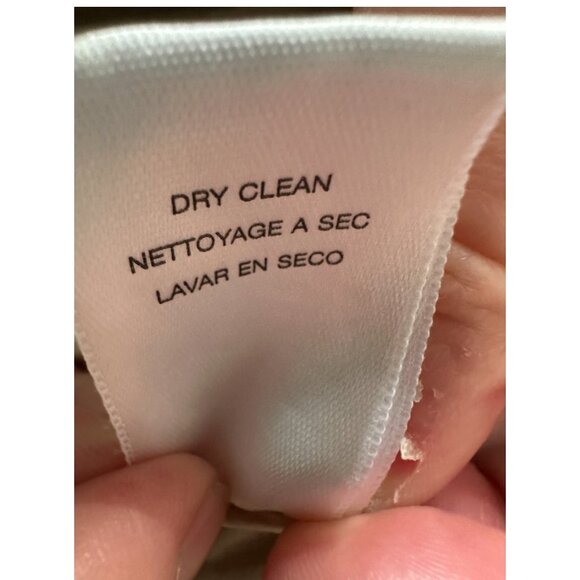 DRY CLEAN
NETTOYAGE A SEC
LAVAR EN SECO